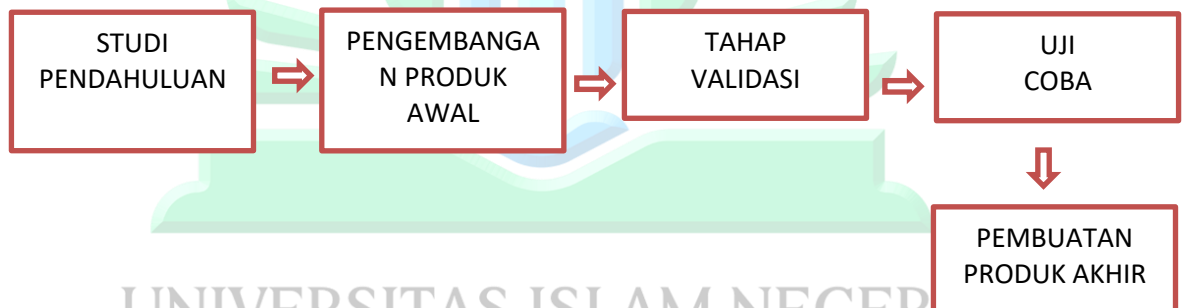 STUDI
PENDAHULUAN
PENGEMBANGA
N PRODUK
AWAL
TAHAP
VALIDASI
UJI
COBA
PEMBUATAN
PRODUK AKHIR
UNIVERSITAS ISLAM NEGER